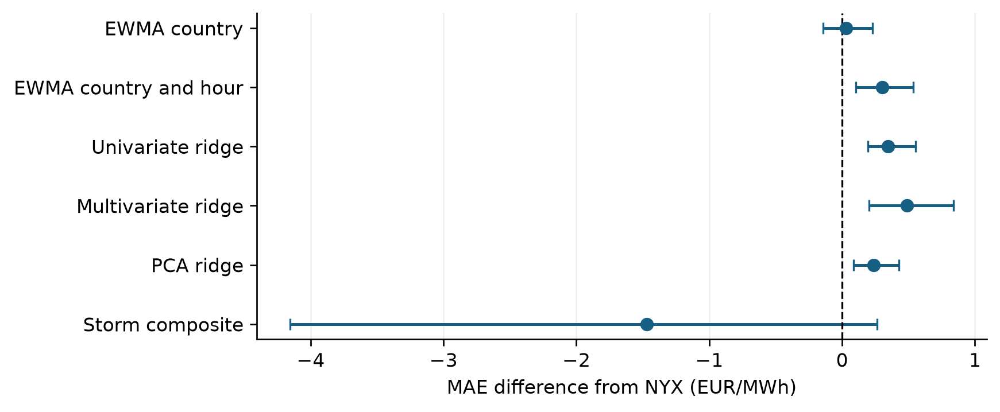 EWMA country
EWMA country and hour
Univariate ridge
Multivariate ridge
PCA ridge
Storm composite
−4 −3 −2 −1 0 1
MAE difference from NYX (EUR/MWh)